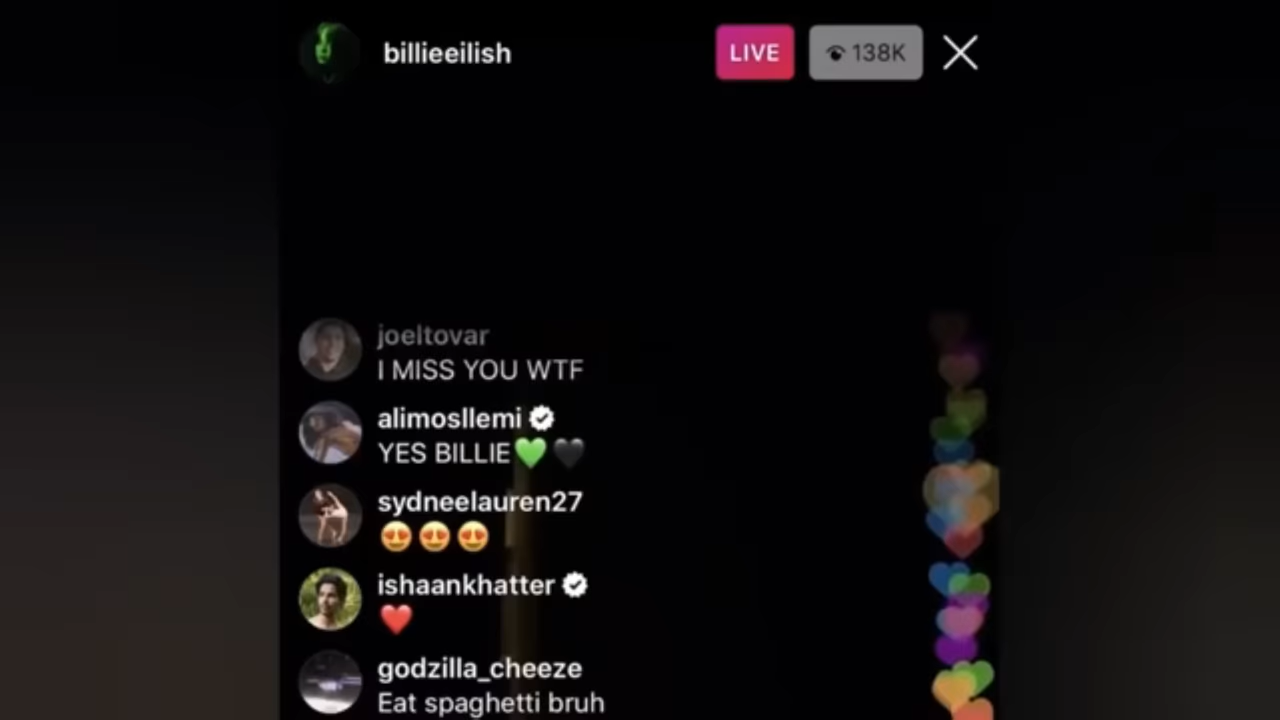 billieeilish
LIVE
138K
joeltovar
I MISS YOU WTF
alimosllemi
YES BILLIE💚🖤
sydneelauren27
😍😍😍
ishaankhatter
❤️
godzilla_cheeze
Eat spaghetti bruh